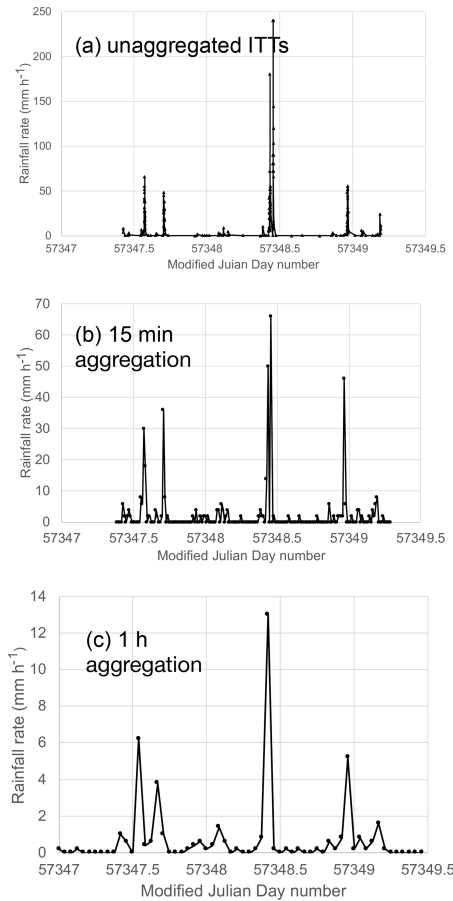 250
200
150
100
50
0
Rainfall rate (mm h⁻¹)
(a) unaggregated ITTs
57347 57347.5 57348 57348.5 57349 57349.5
Modified Juian Day number
70
60
50
40
30
20
10
0
Rainfall rate (mm h⁻¹)
(b) 15 min
aggregation
57347 57347.5 57348 57348.5 57349 57349.5
Modified Julian Day number
14
12
10
8
6
4
2
0
Rainfall rate (mm h⁻¹)
(c) 1 h
aggregation
57347 57347.5 57348 57348.5 57349 57349.5
Modified Julian Day number